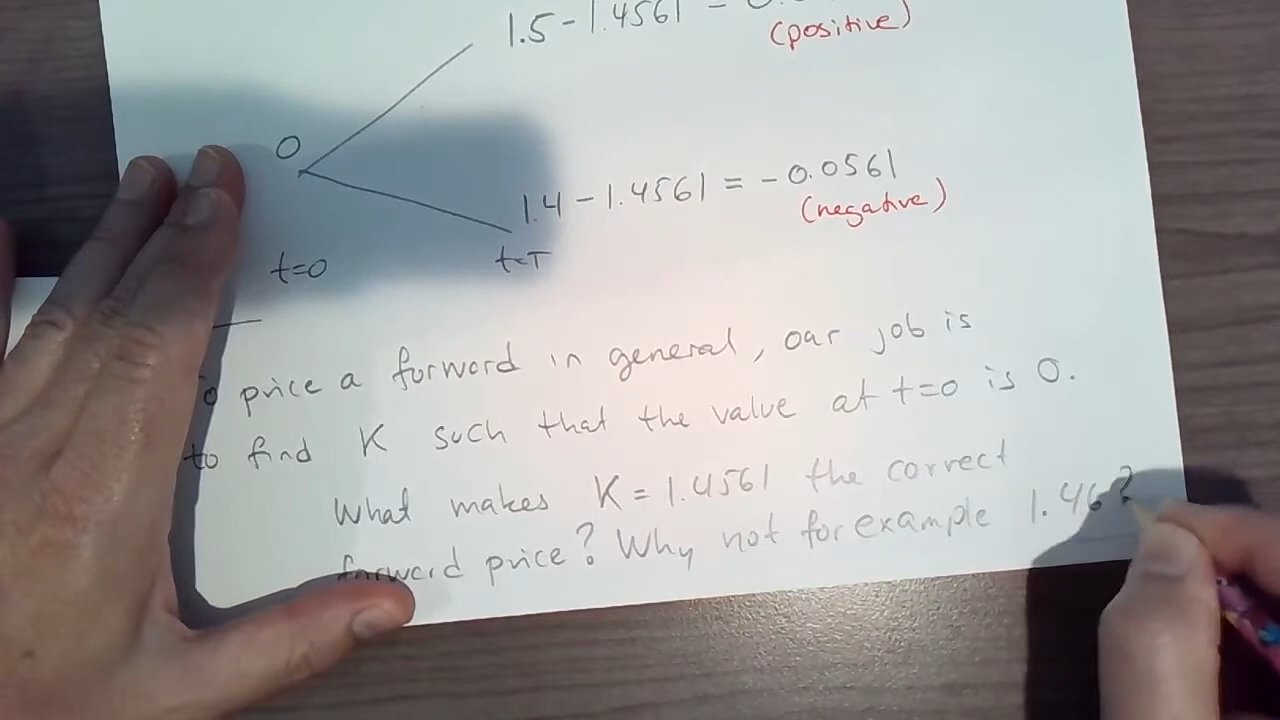 1.5 - 1.4561 =
(positive)
0
1.4 - 1.4561 = -0.0561
(negative)
t=0
t=T
price a forword in general, our job is
to find K such that the value at t=0 is 0.
What makes K = 1.4561 the correct
forward price? Why not for example 1.46?